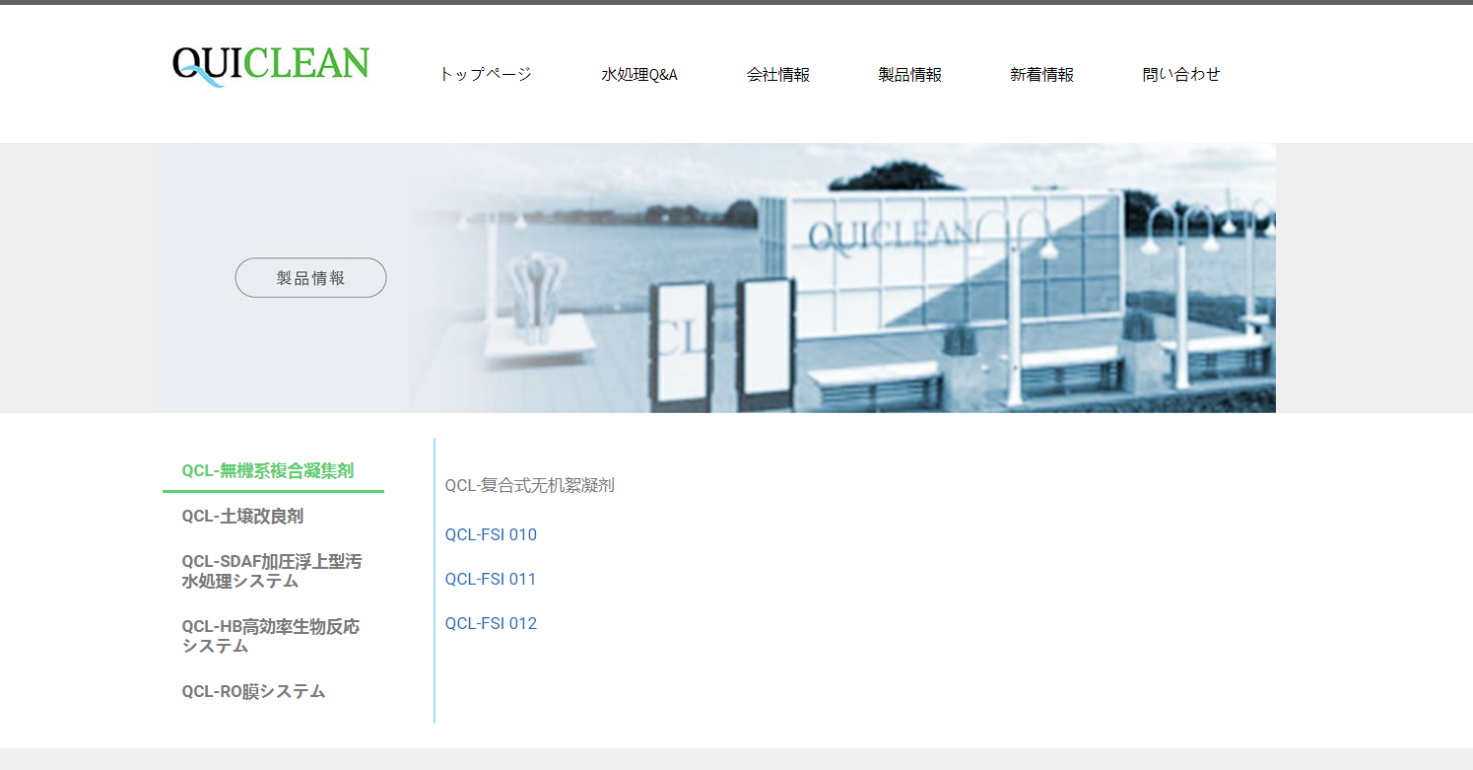 QUICLEAN
トップページ
水処理Q&A
会社情報
製品情報
新着情報
問い合わせ
製品情報
QUICLEAN
CL
QCL-無機系複合凝集剤
QCL-土壌改良剤
QCL-SDAF加圧浮上型汚
水処理システム
QCL-HB高効率生物反応
システム
QCL-RO膜システム
QCL-复合式无机絮凝剂
QCL-FSI 010
QCL-FSI 011
QCL-FSI 012